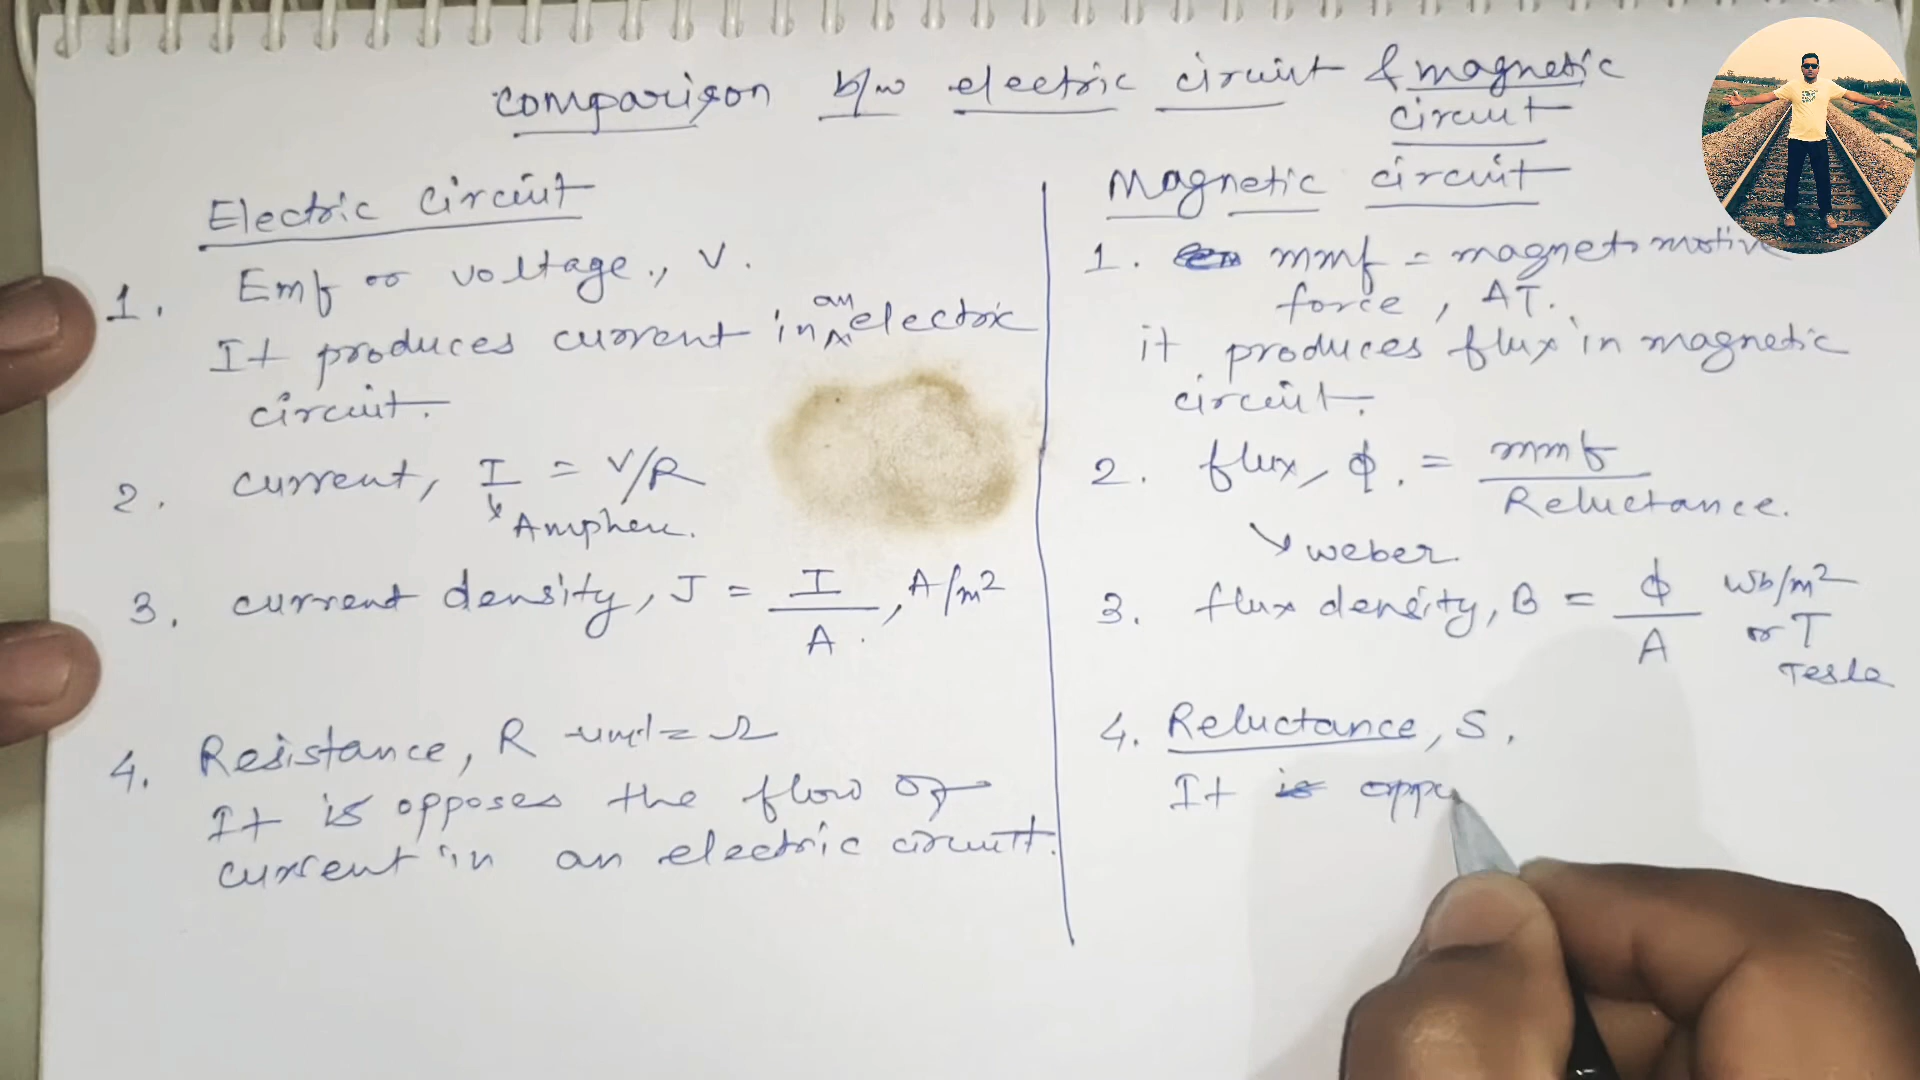 comparison b/w electric circuit & magnetic
circuit
Electric circuit
1. Emf or voltage, V.
It produces current in an electric
circuit.
2. current, I = V/R
Amphere.
3. current density, J = I/A, A/m²
4. Resistance, R unit = Ω
It is opposes the flow of
current in an electric circuitt.
Magnetic circuit
1. mmf = magneto motiv
force, AT.
it produces flux in magnetic
circuit.
2. flux, ϕ. = mmf/Reluctance.
weber.
3. flux density, B = ϕ/A Wb/m²
or T
Tesla
4. Reluctance, S.
It is oppo